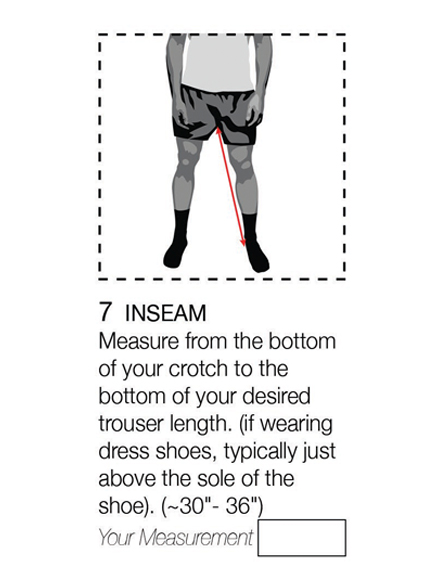 7 INSEAM
Measure from the bottom
of your crotch to the
bottom of your desired
trouser length. (if wearing
dress shoes, typically just
above the sole of the
shoe). (~30"- 36")
Your Measurement